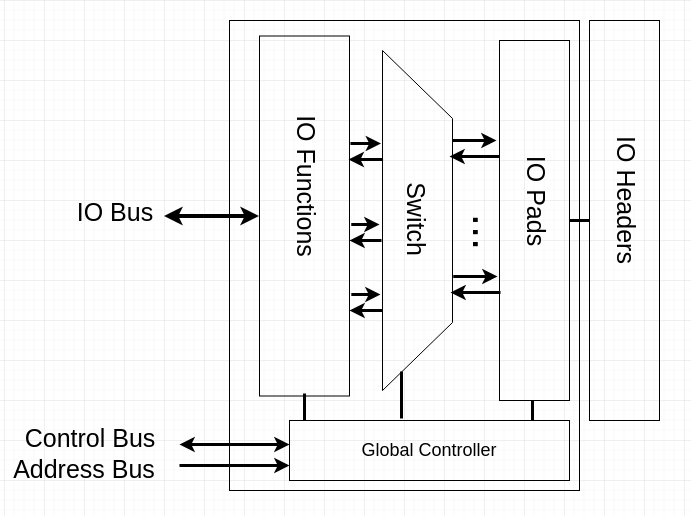 IO Functions
Switch
IO Pads
IO Headers
IO Bus
...
Control Bus
Address Bus
Global Controller